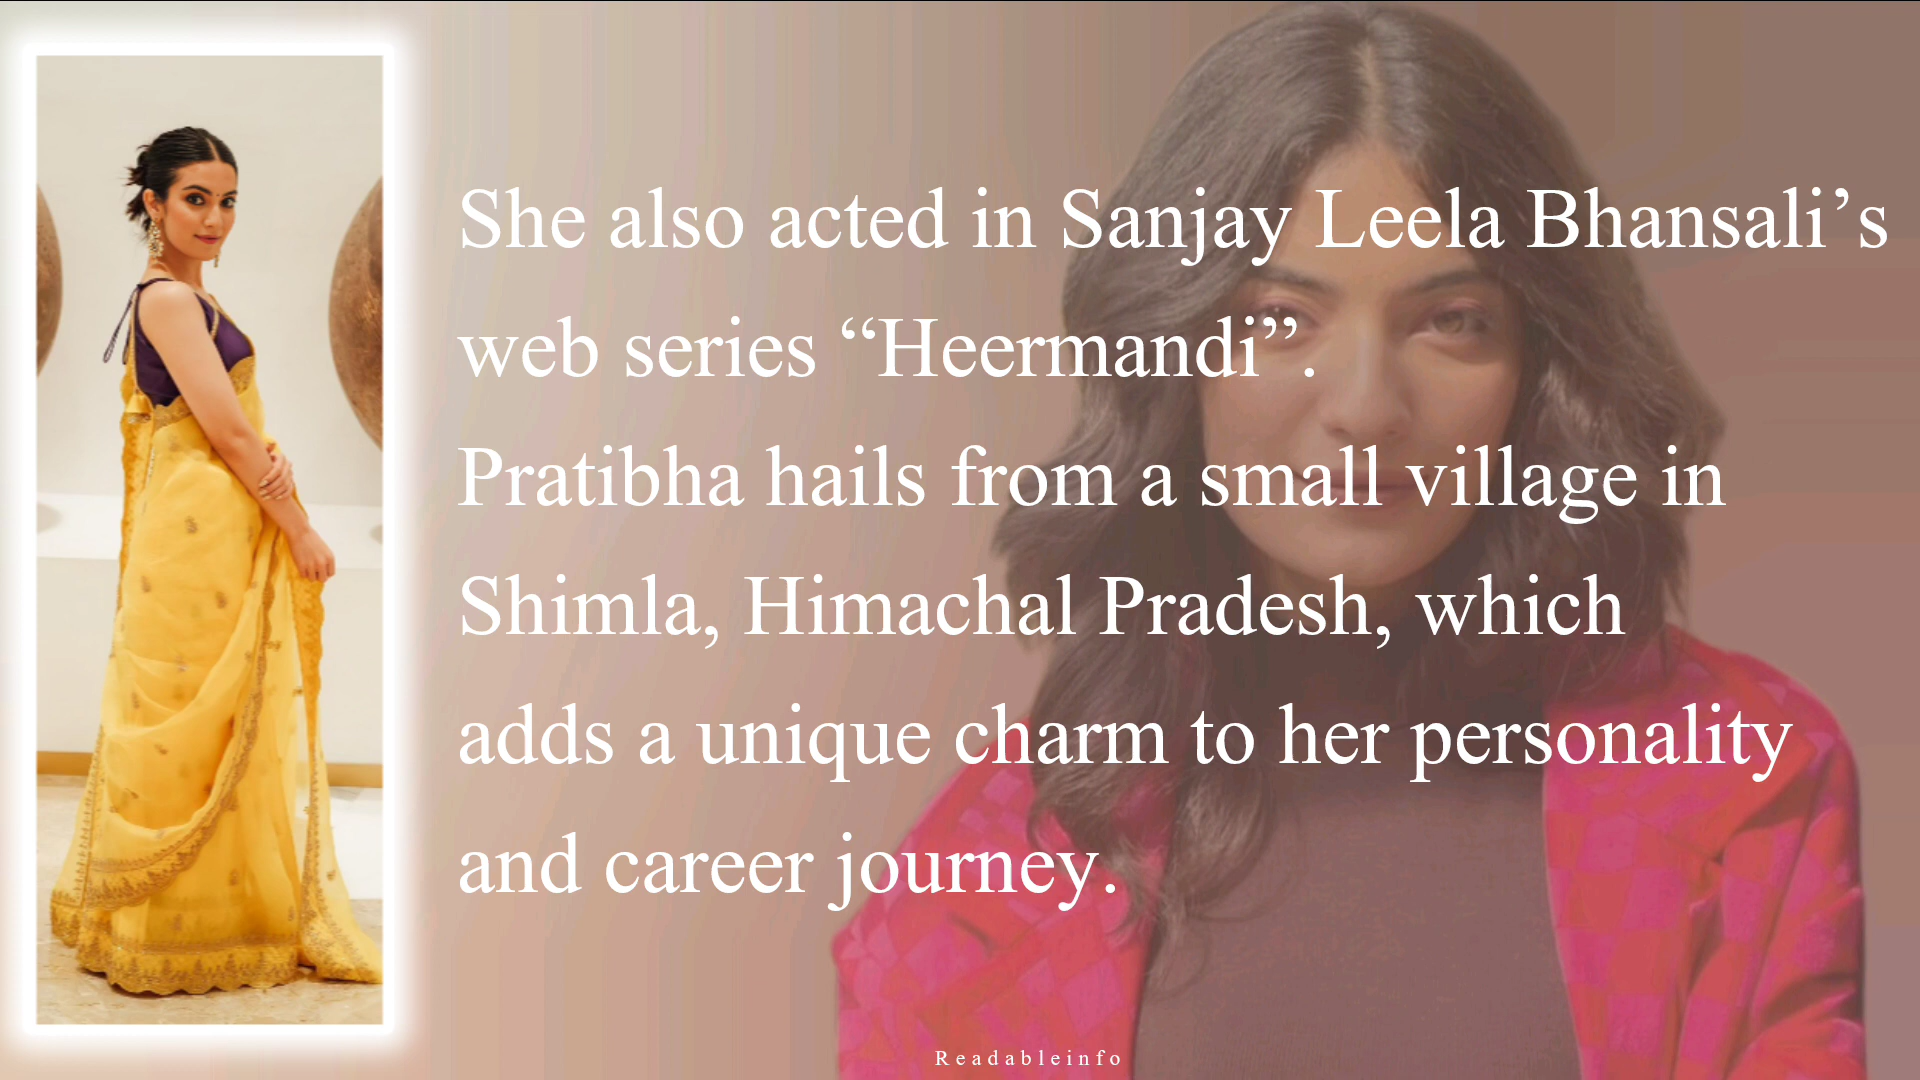 She also acted in Sanjay Leela Bhansali’s
web series “Heermandi”.
Pratibha hails from a small village in
Shimla, Himachal Pradesh, which
adds a unique charm to her personality
and career journey.
Readableinfo